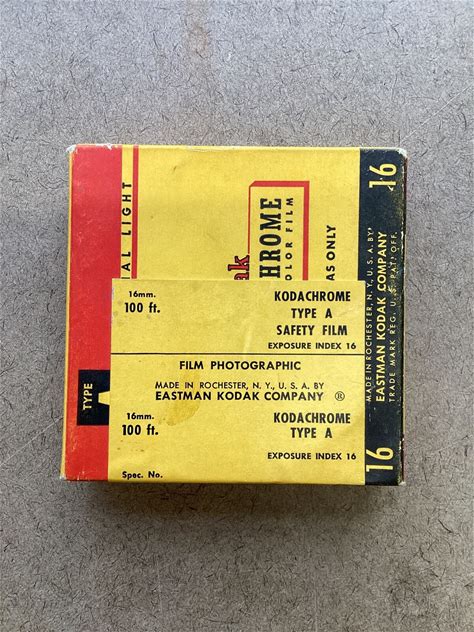 16mm.
100 ft.
KODACHROME
TYPE A
SAFETY FILM
EXPOSURE INDEX 16
FILM PHOTOGRAPHIC
MADE IN ROCHESTER, N. Y., U. S. A. BY
EASTMAN KODAK COMPANY ®
16mm.
100 ft.
KODACHROME
TYPE A
EXPOSURE INDEX 16
Spec. No.
TYPE
A
AL LIGHT
ak
HROME
OLOR FILM
AS ONLY
16
MADE IN ROCHESTER, N. Y., U. S. A. BY
EASTMAN KODAK COMPANY
TRADE MARK REG. U. S. PAT. OFF.
16